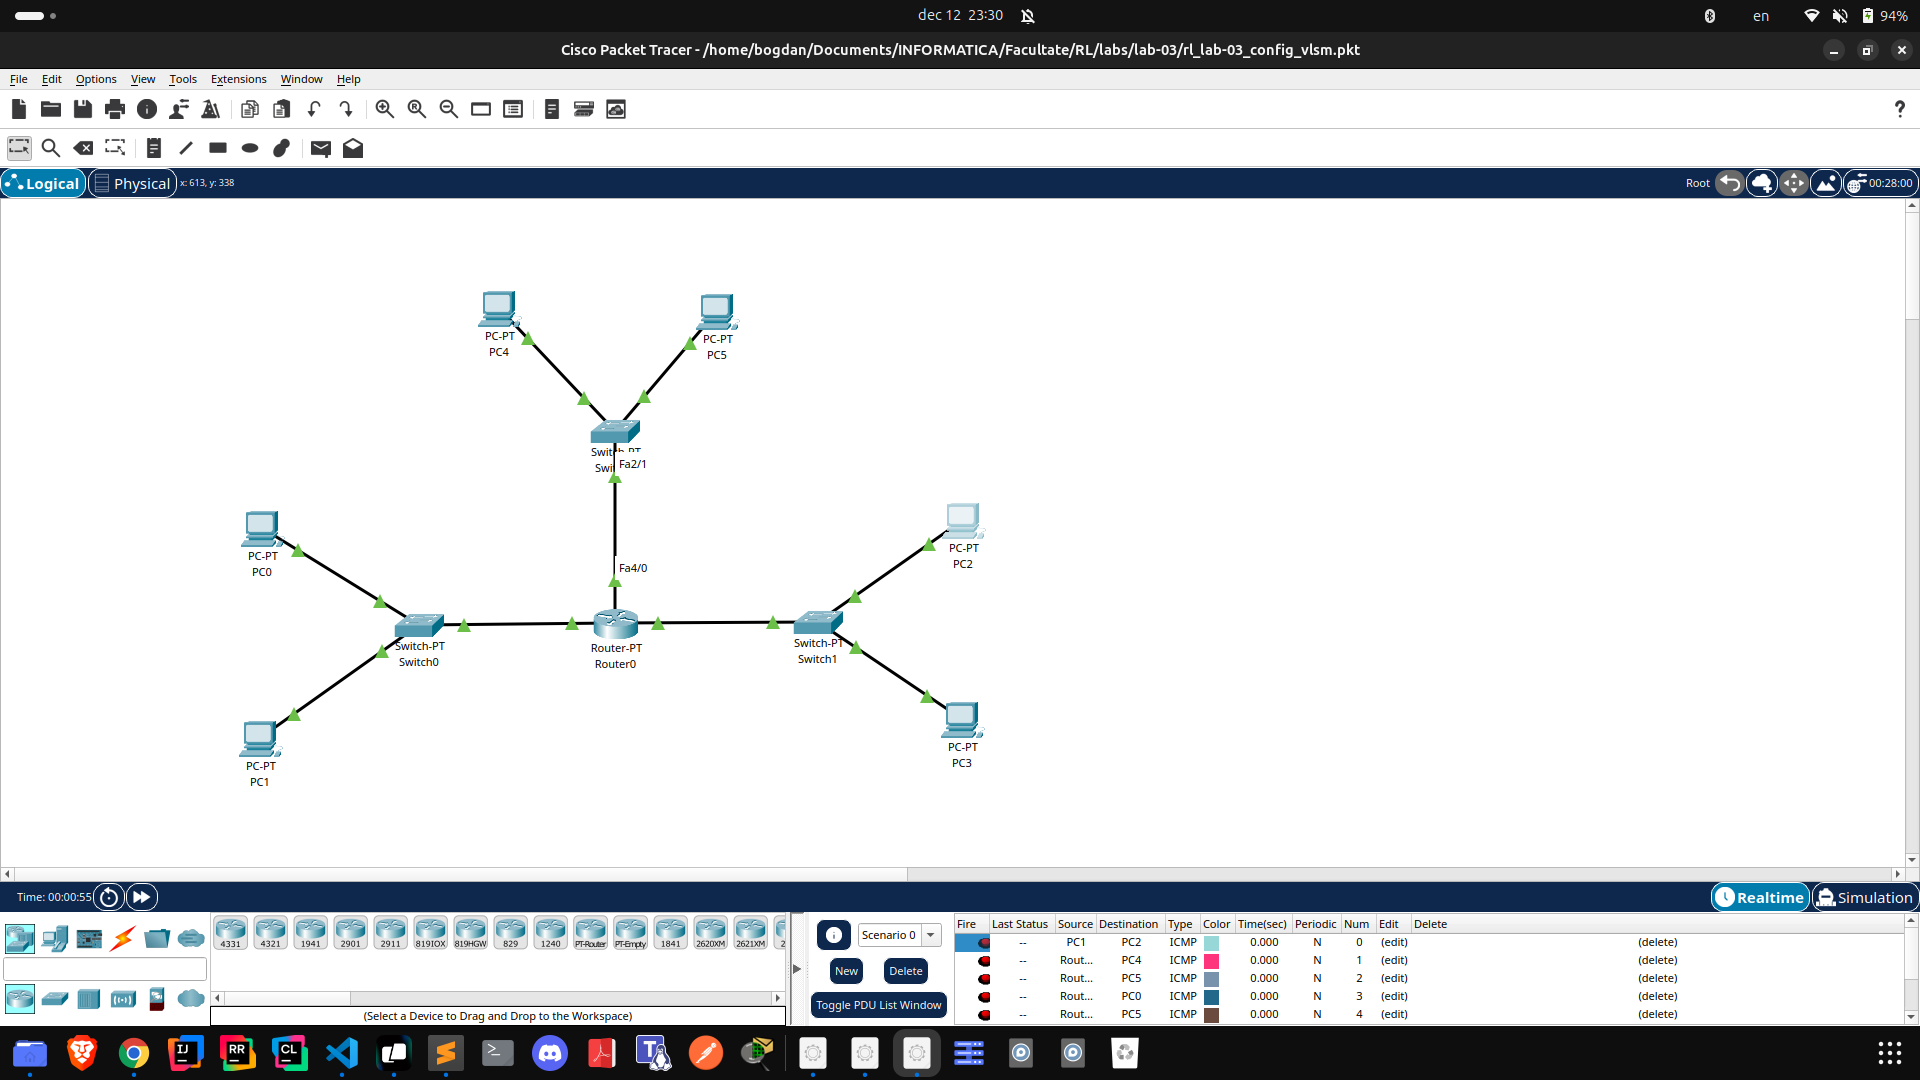 dec 12 23:30
en
94%
Cisco Packet Tracer - /home/bogdan/Documents/INFORMATICA/Facultate/RL/labs/lab-03/rl_lab-03_config_vlsm.pkt
File Edit Options View Tools Extensions Window Help
Logical Physical x: 613, y: 338
Root 00:28:00
PC-PT
PC4
PC-PT
PC5
Fa2/1
PC-PT
PC0
PC-PT
PC2
Fa4/0
Switch-PT
Switch0
Router-PT
Router0
Switch-PT
Switch1
PC-PT
PC1
PC-PT
PC3
Time: 00:00:55
Realtime Simulation
4331 4321 1941 2901 2911 819IOX 819HGW 829 1240 PT-Router PT-Empty 1841 2620XM 2621XM
(Select a Device to Drag and Drop to the Workspace)
Scenario 0
New Delete
Toggle PDU List Window
Fire Last Status Source Destination Type Color Time(sec) Periodic Num Edit Delete
-- PC1 PC2 ICMP 0.000 N 0 (edit) (delete)
-- Rout... PC4 ICMP 0.000 N 1 (edit) (delete)
-- Rout... PC5 ICMP 0.000 N 2 (edit) (delete)
-- Rout... PC0 ICMP 0.000 N 3 (edit) (delete)
-- Rout... PC5 ICMP 0.000 N 4 (edit) (delete)
IJ
RR
CL
T